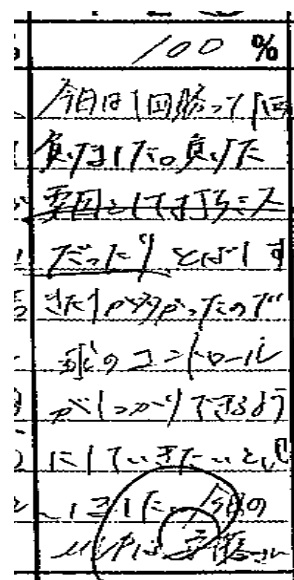 100%
今日は1回勝って1回
負けました。負けた
要因としては打ちミス
だったり とばしす
ぎたりが多かったので
球のコントロール
がしっかりできるよう
にしていきたいと思
いました。今日の